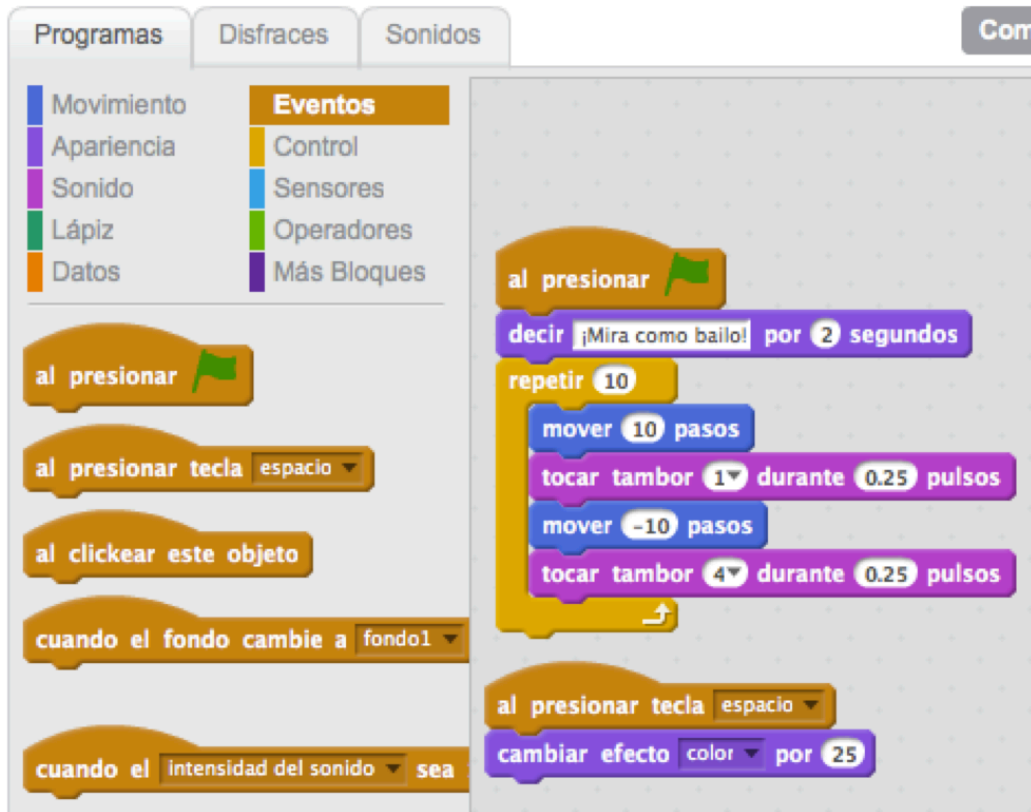 Programas
Disfraces
Sonidos
Com
Movimiento
Eventos
Apariencia
Control
Sonido
Sensores
Lápiz
Operadores
Datos
Más Bloques
al presionar
al presionar tecla espacio
al clickear este objeto
cuando el fondo cambie a fondo1
cuando el intensidad del sonido sea
al presionar
decir ¡Mira como bailo! por 2 segundos
repetir 10
mover 10 pasos
tocar tambor 1 durante 0.25 pulsos
mover -10 pasos
tocar tambor 4 durante 0.25 pulsos
al presionar tecla espacio
cambiar efecto color por 25